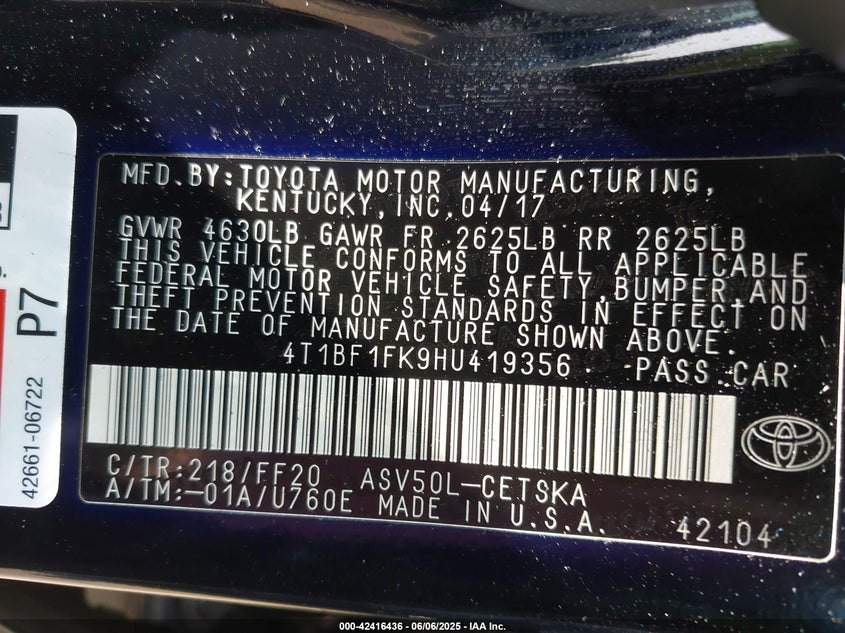 MFD.BY:TOYOTA MOTOR MANUFACTURING,
KENTUCKY,INC.04/17
GVWR 4630LB GAWR FR 2625LB RR 2625LB
THIS VEHICLE CONFORMS TO ALL APPLICABLE
FEDERAL MOTOR VEHICLE SAFETY,BUMPER,AND
THEFT PREVENTION STANDARDS IN EFFECT ON
THE DATE OF MANUFACTURE SHOWN ABOVE.
4T1BF1FK9HU419356 PASS.CAR
C/TR:218/FF20 ASV50L-CETSKA
A/TM:-01A/U760E MADE IN U.S.A.
42104
P7
42661-06722
000-42416436 - 06/06/2025 - IAA Inc.